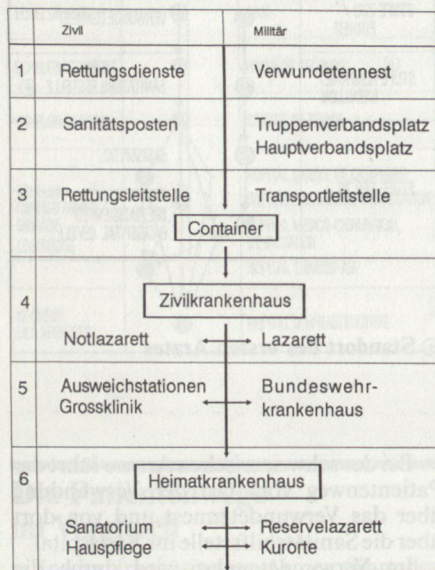 Zivil Militär
1 Rettungsdienste Verwundetennest
2 Sanitätsposten Truppenverbandsplatz
Hauptverbandsplatz
3 Rettungsleitstelle Transportleitstelle
Container
4 Zivilkrankenhaus
Notlazarett Lazarett
5 Ausweichstationen Bundeswehr-
Grossklinik krankenhaus
6 Heimatkrankenhaus
Sanatorium Reservelazarett
Hauspflege Kurorte